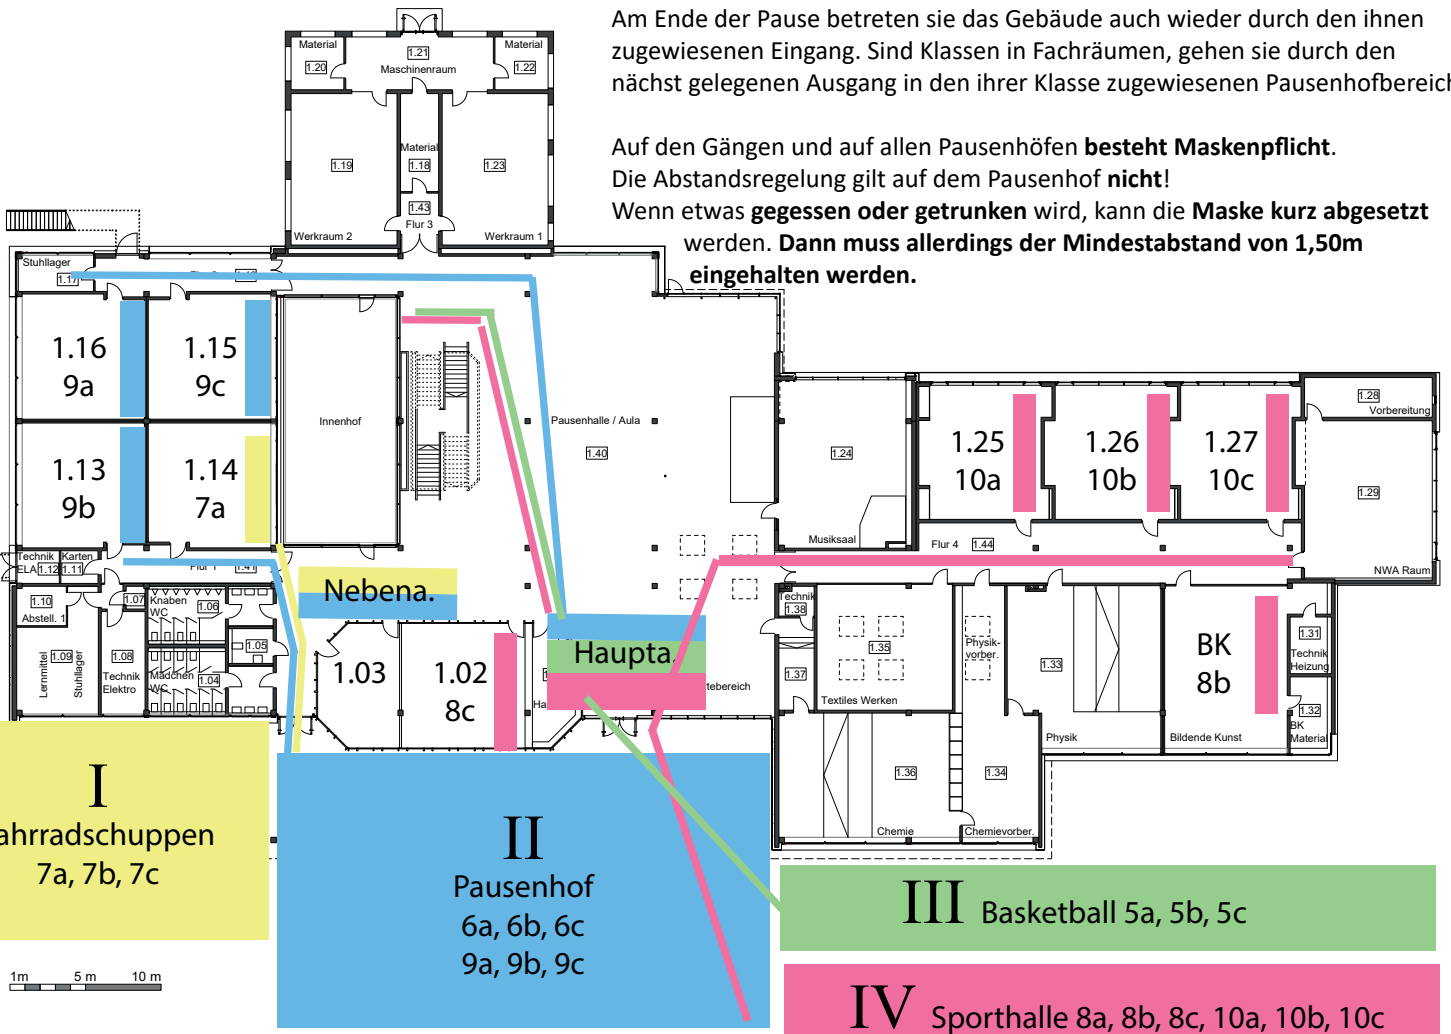 Am Ende der Pause betreten sie das Gebäude auch wieder durch den ihnen
zugewiesenen Eingang. Sind Klassen in Fachräumen, gehen sie durch den
nächst gelegenen Ausgang in den ihrer Klasse zugewiesenen Pausenhofbereich
Auf den Gängen und auf allen Pausenhöfen besteht Maskenpflicht.
Die Abstandsregelung gilt auf dem Pausenhof nicht!
Wenn etwas gegessen oder getrunken wird, kann die Maske kurz abgesetzt
werden. Dann muss allerdings der Mindestabstand von 1,50m
eingehalten werden.
Material
1.20
1.21
Maschinenraum
Material
1.22
1.19
Werkraum 2
Material
1.18
1.43
Flur 3
1.23
Werkraum 1
Stuhllager
1.17
1.16
9a
1.15
9c
1.13
9b
1.14
7a
Innenhof
Pausenhalle / Aula
1.40
1.24
Musiksaal
1.25
10a
1.26
10b
1.27
10c
1.28
Vorbereitung
1.29
NWA Raum
Flur 4
1.44
Technik
ELA
1.12
Karten
1.11
Flur 1
1.41
1.10
Abstell. 1
1.07
Knaben
WC
1.06
1.05
Lernmittel
1.09
Stuhllager
1.08
Technik
Elektro
Mädchen
WC
1.04
Nebena.
1.03
1.02
8c
Haupta.
Technik
1.38
1.37
1.35
Textiles Werken
Physik-
vorber.
1.33
Physik
BK
8b
Bildende Kunst
1.31
Technik
Heizung
1.32
BK
Material
1.36
Chemie
1.34
Chemievorber.
I
ahrradschuppen
7a, 7b, 7c
II
Pausenhof
6a, 6b, 6c
9a, 9b, 9c
III Basketball 5a, 5b, 5c
IV Sporthalle 8a, 8b, 8c, 10a, 10b, 10c
1m 5 m 10 m